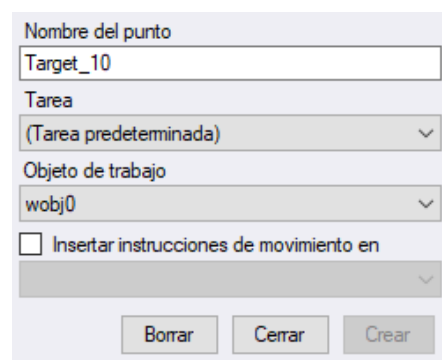 Nombre del punto
Target_10
Tarea
(Tarea predeterminada)
Objeto de trabajo
wobj0
Insertar instrucciones de movimiento en
Borrar Cerrar Crear